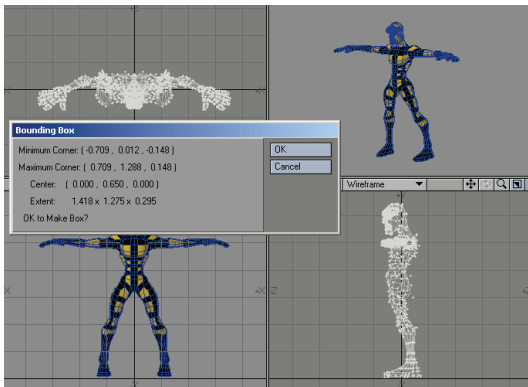 Bounding Box
Minimum Corner: ( -0.709 , 0.012 , -0.148 )
OK
Maximum Corner: ( 0.709 , 1.288 , 0.148 )
Cancel
Center: ( 0.000 , 0.650 , 0.000 )
Extent: 1.418 x 1.275 x 0.295
OK to Make Box?
Wireframe
X
+X
Z